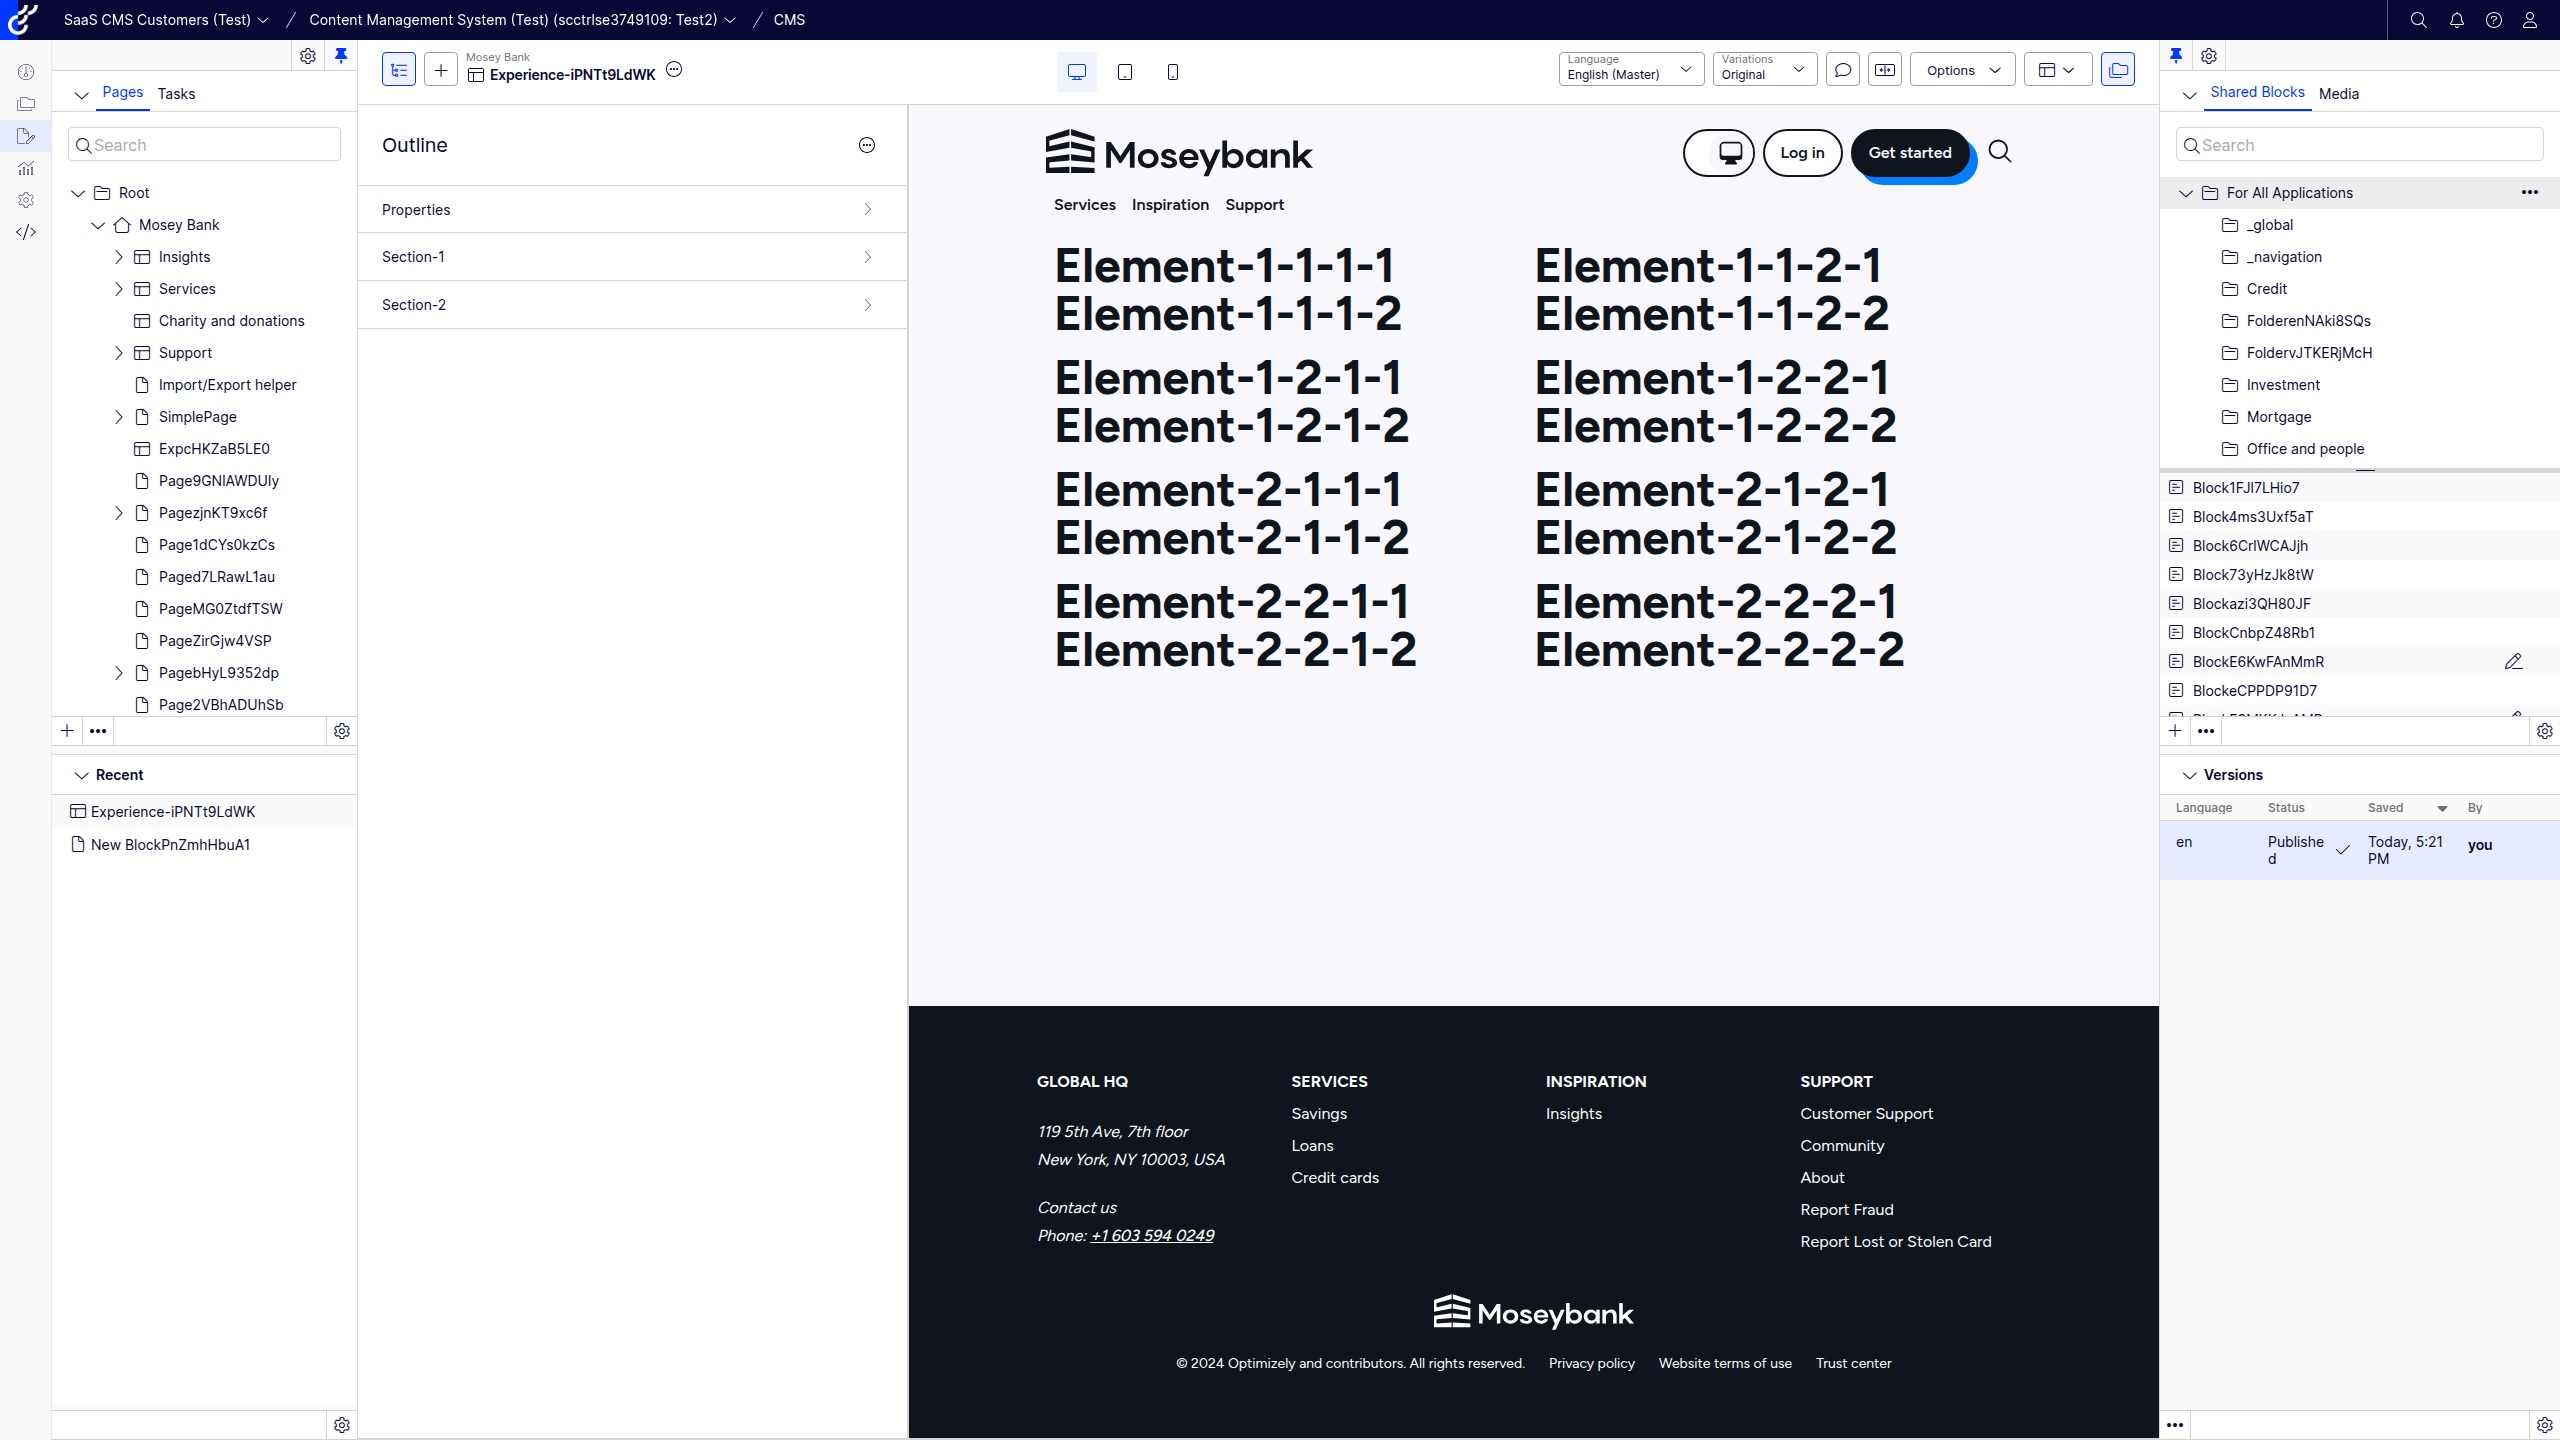 SaaS CMS Customers (Test) / Content Management System (Test) (scctrlse3749109: Test2) / CMS
Pages Tasks
Search
Root
Mosey Bank
Insights
Services
Charity and donations
Support
Import/Export helper
SimplePage
ExpcHKZaB5LE0
Page9GNIAWDUIy
PagezjnKT9xc6f
Page1dCYs0kzCs
Paged7LRawL1au
PageMG0ZtdfTSW
PageZirGjw4VSP
PagebHyL9352dp
Page2VBhADUhSb
Recent
Experience-iPNTt9LdWK
New BlockPnZmhHbuA1
Mosey Bank
Experience-iPNTt9LdWK
Language
English (Master)
Variations
Original
Options
Outline
Properties
Section-1
Section-2
Moseybank
Log in
Get started
Services Inspiration Support
Element-1-1-1-1
Element-1-1-1-2
Element-1-1-2-1
Element-1-1-2-2
Element-1-2-1-1
Element-1-2-1-2
Element-1-2-2-1
Element-1-2-2-2
Element-2-1-1-1
Element-2-1-1-2
Element-2-1-2-1
Element-2-1-2-2
Element-2-2-1-1
Element-2-2-1-2
Element-2-2-2-1
Element-2-2-2-2
GLOBAL HQ
119 5th Ave, 7th floor
New York, NY 10003, USA
Contact us
Phone: +1 603 594 0249
SERVICES
Savings
Loans
Credit cards
INSPIRATION
Insights
SUPPORT
Customer Support
Community
About
Report Fraud
Report Lost or Stolen Card
Moseybank
© 2024 Optimizely and contributors. All rights reserved. Privacy policy Website terms of use Trust center
Shared Blocks Media
Search
For All Applications
_global
_navigation
Credit
FolderenNAki8SQs
FoldervJTKERjMcH
Investment
Mortgage
Office and people
Block1FJl7LHio7
Block4ms3Uxf5aT
Block6CrlWCAJjh
Block73yHzJk8tW
Blockazi3QH80JF
BlockCnbpZ48Rb1
BlockE6KwFAnMmR
BlockeCPPDP91D7
Versions
Language Status Saved By
en Publishe Today, 5:21 you
d PM